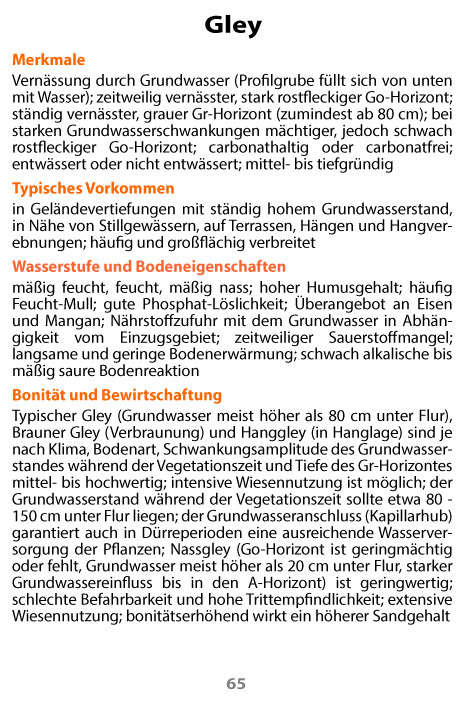 Gley
Merkmale
Vernässung durch Grundwasser (Profilgrube füllt sich von unten
mit Wasser); zeitweilig vernässter, stark rostfleckiger Go-Horizont;
ständig vernässter, grauer Gr-Horizont (zumindest ab 80 cm); bei
starken Grundwasserschwankungen mächtiger, jedoch schwach
rostfleckiger Go-Horizont; carbonathaltig oder carbonatfrei;
entwässert oder nicht entwässert; mittel- bis tiefgründig
Typisches Vorkommen
in Geländevertiefungen mit ständig hohem Grundwasserstand,
in Nähe von Stillgewässern, auf Terrassen, Hängen und Hangver-
ebnungen; häufig und großflächig verbreitet
Wasserstufe und Bodeneigenschaften
mäßig feucht, feucht, mäßig nass; hoher Humusgehalt; häufig
Feucht-Mull; gute Phosphat-Löslichkeit; Überangebot an Eisen
und Mangan; Nährstoffzufuhr mit dem Grundwasser in Abhän-
gigkeit vom Einzugsgebiet; zeitweiliger Sauerstoffmangel;
langsame und geringe Bodenerwärmung; schwach alkalische bis
mäßig saure Bodenreaktion
Bonität und Bewirtschaftung
Typischer Gley (Grundwasser meist höher als 80 cm unter Flur),
Brauner Gley (Verbraunung) und Hanggley (in Hanglage) sind je
nach Klima, Bodenart, Schwankungsamplitude des Grundwasser-
standes während der Vegetationszeit und Tiefe des Gr-Horizontes
mittel- bis hochwertig; intensive Wiesennutzung ist möglich; der
Grundwasserstand während der Vegetationszeit sollte etwa 80 -
150 cm unter Flur liegen; der Grundwasseranschluss (Kapillarhub)
garantiert auch in Dürreperioden eine ausreichende Wasserver-
sorgung der Pflanzen; Nassgley (Go-Horizont ist geringmächtig
oder fehlt, Grundwasser meist höher als 20 cm unter Flur, starker
Grundwassereinfluss bis in den A-Horizont) ist geringwertig;
schlechte Befahrbarkeit und hohe Trittempfindlichkeit; extensive
Wiesennutzung; bonitätserhöhend wirkt ein höherer Sandgehalt
65